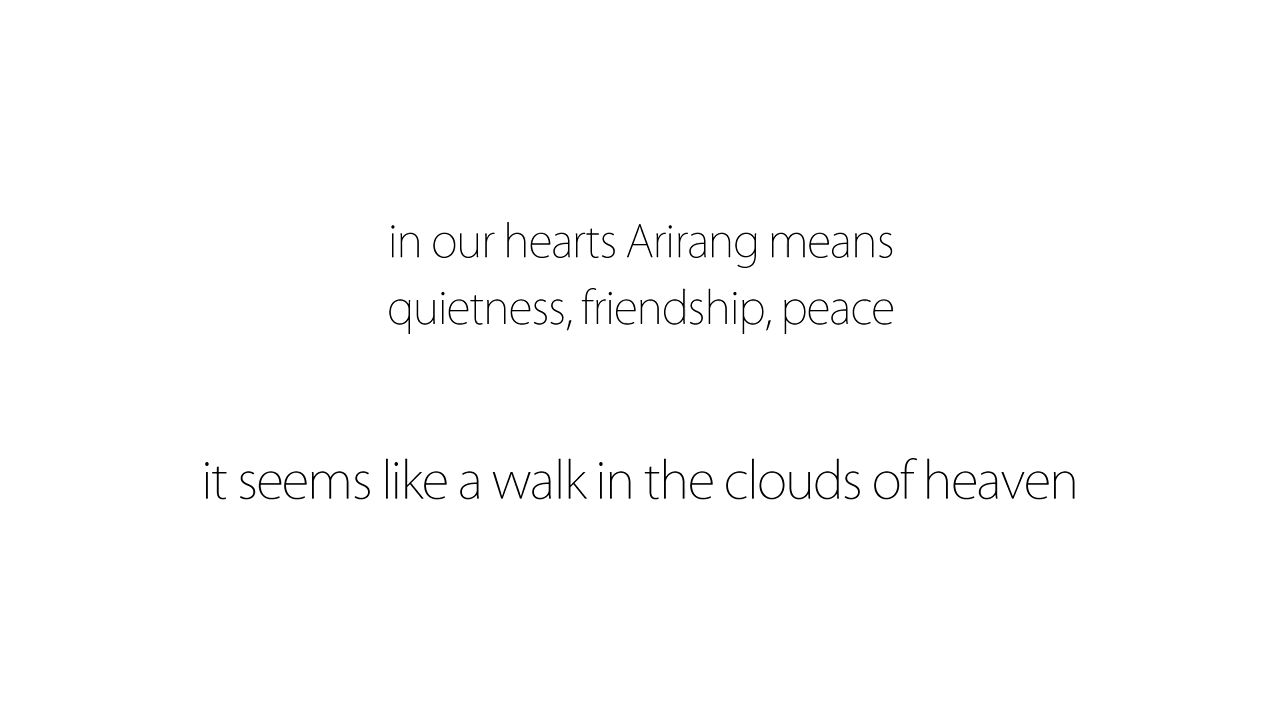 in our hearts Arirang means
quietness, friendship, peace
it seems like a walk in the clouds of heaven